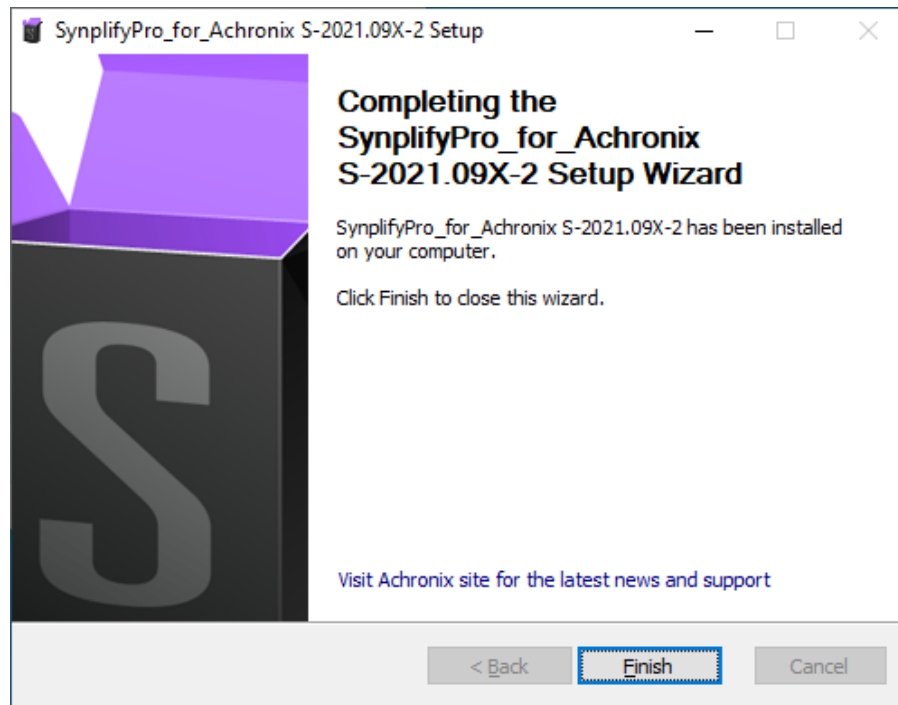 SynplifyPro_for_Achronix S-2021.09X-2 Setup
Completing the
SynplifyPro_for_Achronix
S-2021.09X-2 Setup Wizard
SynplifyPro_for_Achronix S-2021.09X-2 has been installed
on your computer.
Click Finish to close this wizard.
S
Visit Achronix site for the latest news and support
< Back
Finish
Cancel